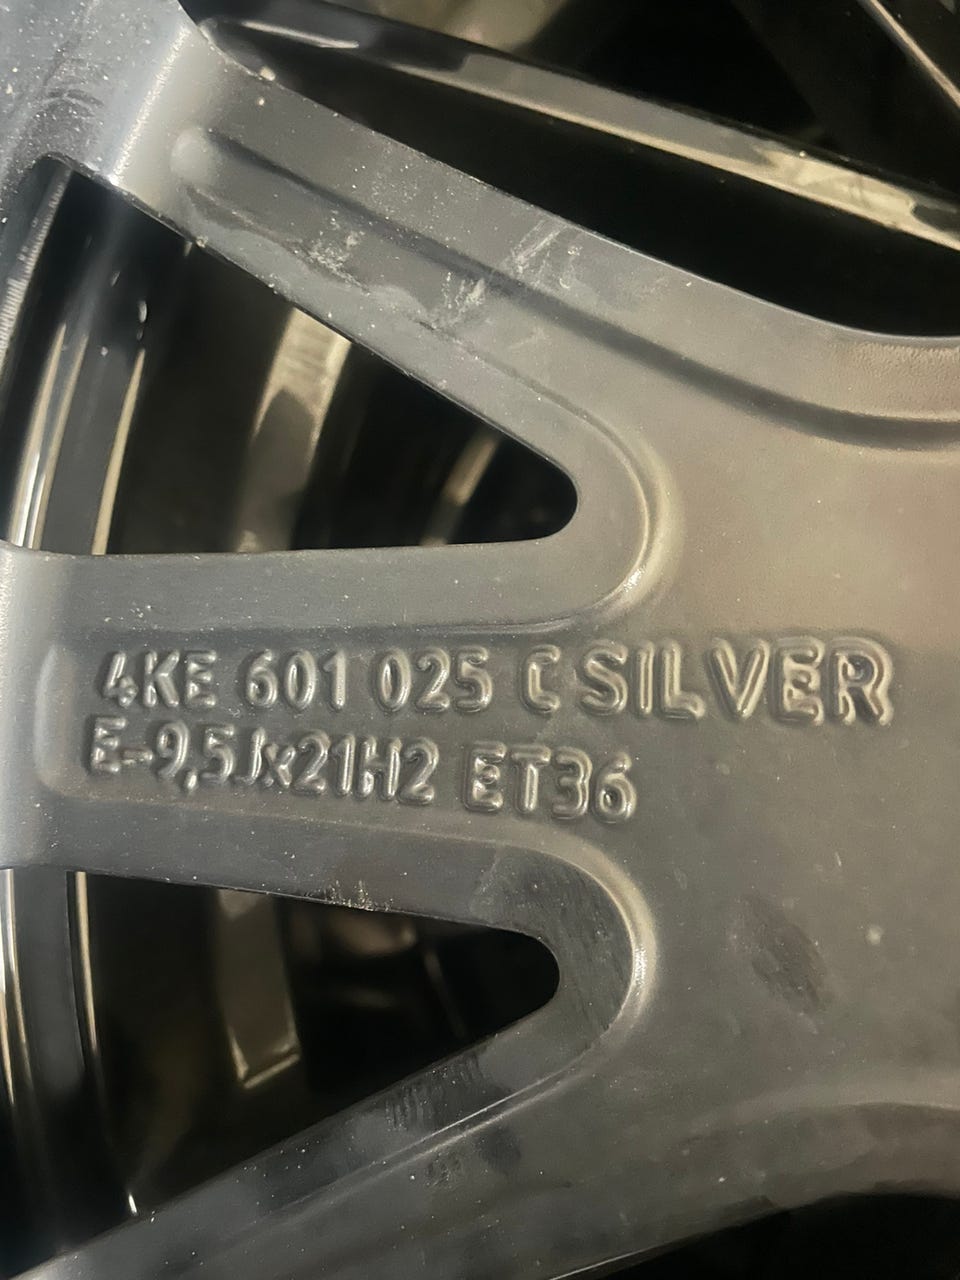 4KE 601 025 C SILVER
E-9,5Jx21H2 ET36